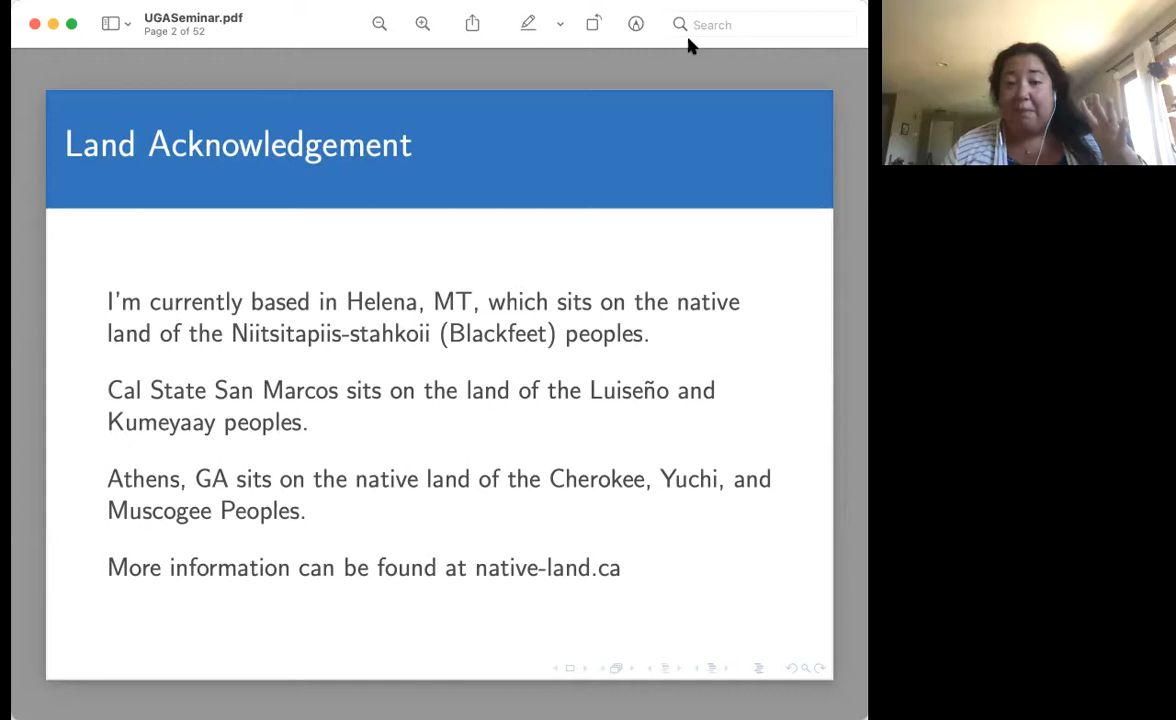 UGASeminar.pdf
Page 2 of 52
Search
Land Acknowledgement
I'm currently based in Helena, MT, which sits on the native
land of the Niitsitapiis-stahkoii (Blackfeet) peoples.
Cal State San Marcos sits on the land of the Luiseño and
Kumeyaay peoples.
Athens, GA sits on the native land of the Cherokee, Yuchi, and
Muscogee Peoples.
More information can be found at native-land.ca